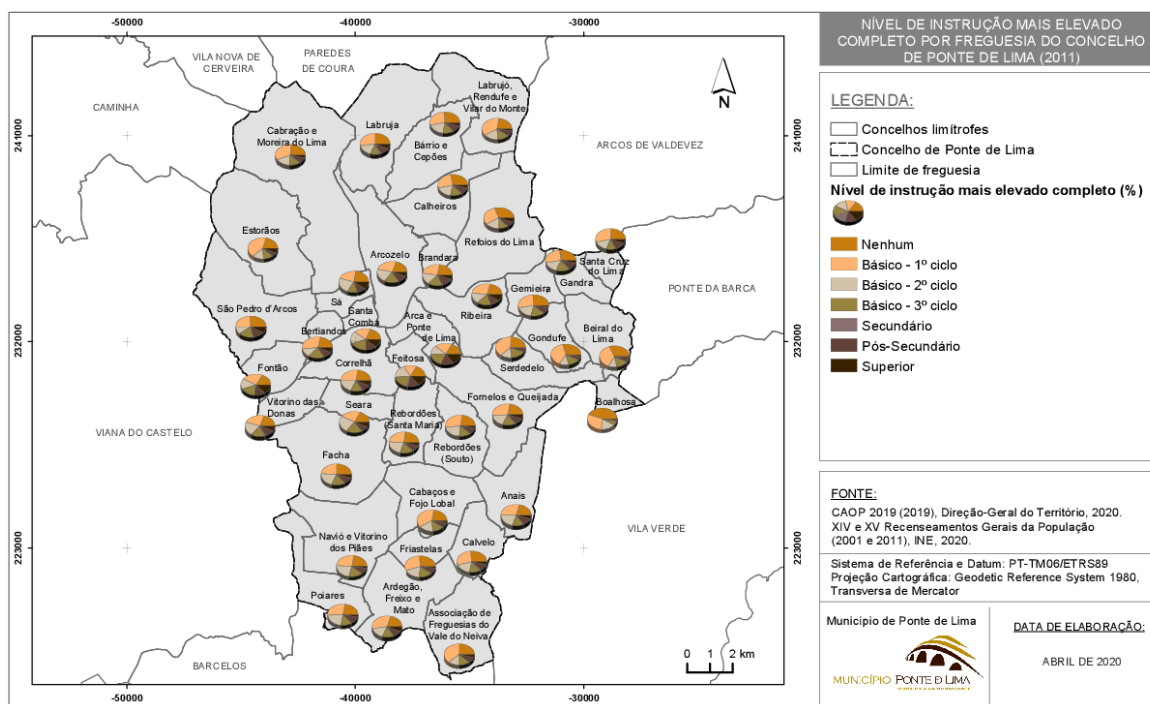 -50000
-40000
-30000
NÍVEL DE INSTRUÇÃO MAIS ELEVADO
COMPLETO POR FREGUESIA DO CONCELHO
DE PONTE DE LIMA (2011)
VILA NOVA DE
CERVEIRA
PAREDES
DE COURA
CAMINHA
ARCOS DE VALDEVEZ
PONTE DA BARCA
VIANA DO CASTELO
VILA VERDE
BARCELOS
N
241000
232000
223000
241000
232000
223000
Labrujó,
Rendufe e
Vilar do Monte
Cabração e
Moreira do Lima
Labruja
Bárrio e
Cepões
Calheiros
Estorãos
Refoios do Lima
Arcozelo
Brandara
Santa Cruz
do Lima
Gandra
Gemieira
Sá
Santa
Comba
São Pedro d'Arcos
Bertiandos
Arca e
Ponte
de Lima
Ribeira
Beiral do
Lima
Gondufe
Serdedelo
Fontão
Correlhã
Feitosa
Vitorino das
Donas
Seara
Rebordões
(Santa Maria)
Fornelos e Queijada
Boalhosa
Rebordões
(Souto)
Facha
Cabaços e
Fojo Lobal
Anais
Navió e Vitorino
dos Piães
Friastelas
Calvelo
Poiares
Ardegão,
Freixo e
Mato
Associação de
Freguesias do
Vale do Neiva
0 1 2 km
-50000
-40000
-30000
LEGENDA:
Concelhos limítrofes
Concelho de Ponte de Lima
Limite de freguesia
Nível de instrução mais elevado completo (%)
Nenhum
Básico - 1º ciclo
Básico - 2º ciclo
Básico - 3º ciclo
Secundário
Pós-Secundário
Superior
FONTE:
CAOP 2019 (2019), Direção-Geral do Território, 2020.
XIV e XV Recenseamentos Gerais da População
(2001 e 2011), INE, 2020.
Sistema de Referência e Datum: PT-TM06/ETRS89
Projeção Cartográfica: Geodetic Reference System 1980,
Transversa de Mercator
Município de Ponte de Lima
MUNICÍPIO PONTE D LIMA
DATA DE ELABORAÇÃO:
ABRIL DE 2020